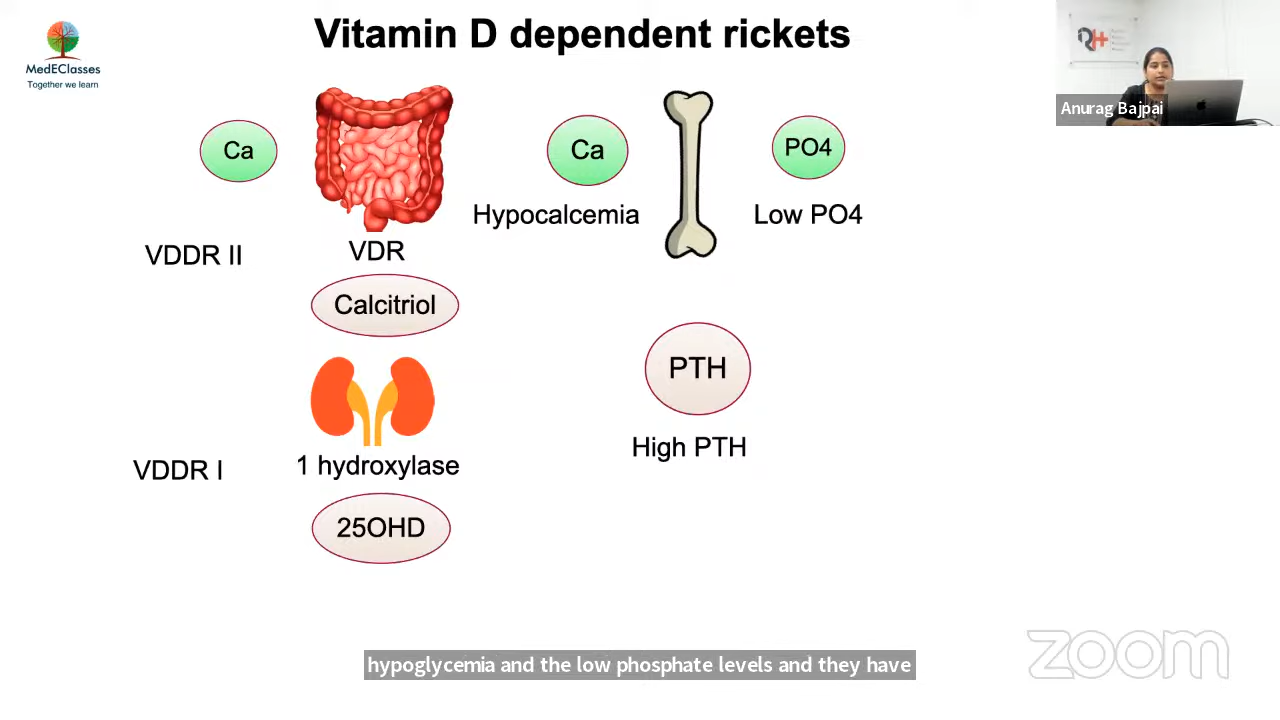 Vitamin D dependent rickets
MedEClasses
Together we learn
Anurag Bajpai
Ca
Ca
PO4
Hypocalcemia
Low PO4
VDDR II
VDR
Calcitriol
PTH
High PTH
VDDR I
1 hydroxylase
25OHD
hypoglycemia and the low phosphate levels and they have
zoom